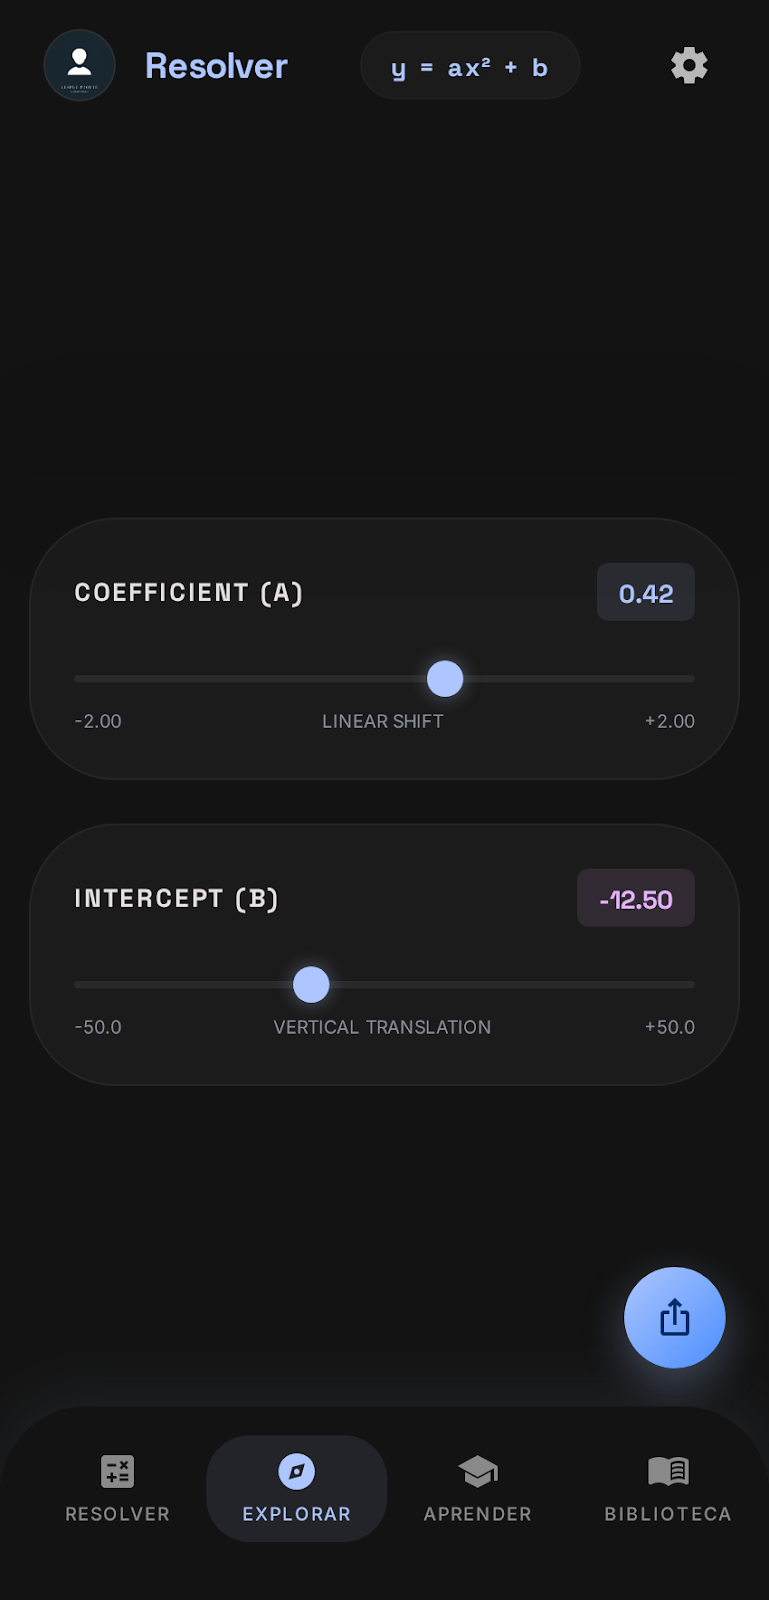 Resolver
y = ax² + b
COEFFICIENT (A)
0.42
-2.00 LINEAR SHIFT +2.00
INTERCEPT (B)
-12.50
-50.0 VERTICAL TRANSLATION +50.0
RESOLVER EXPLORAR APRENDER BIBLIOTECA